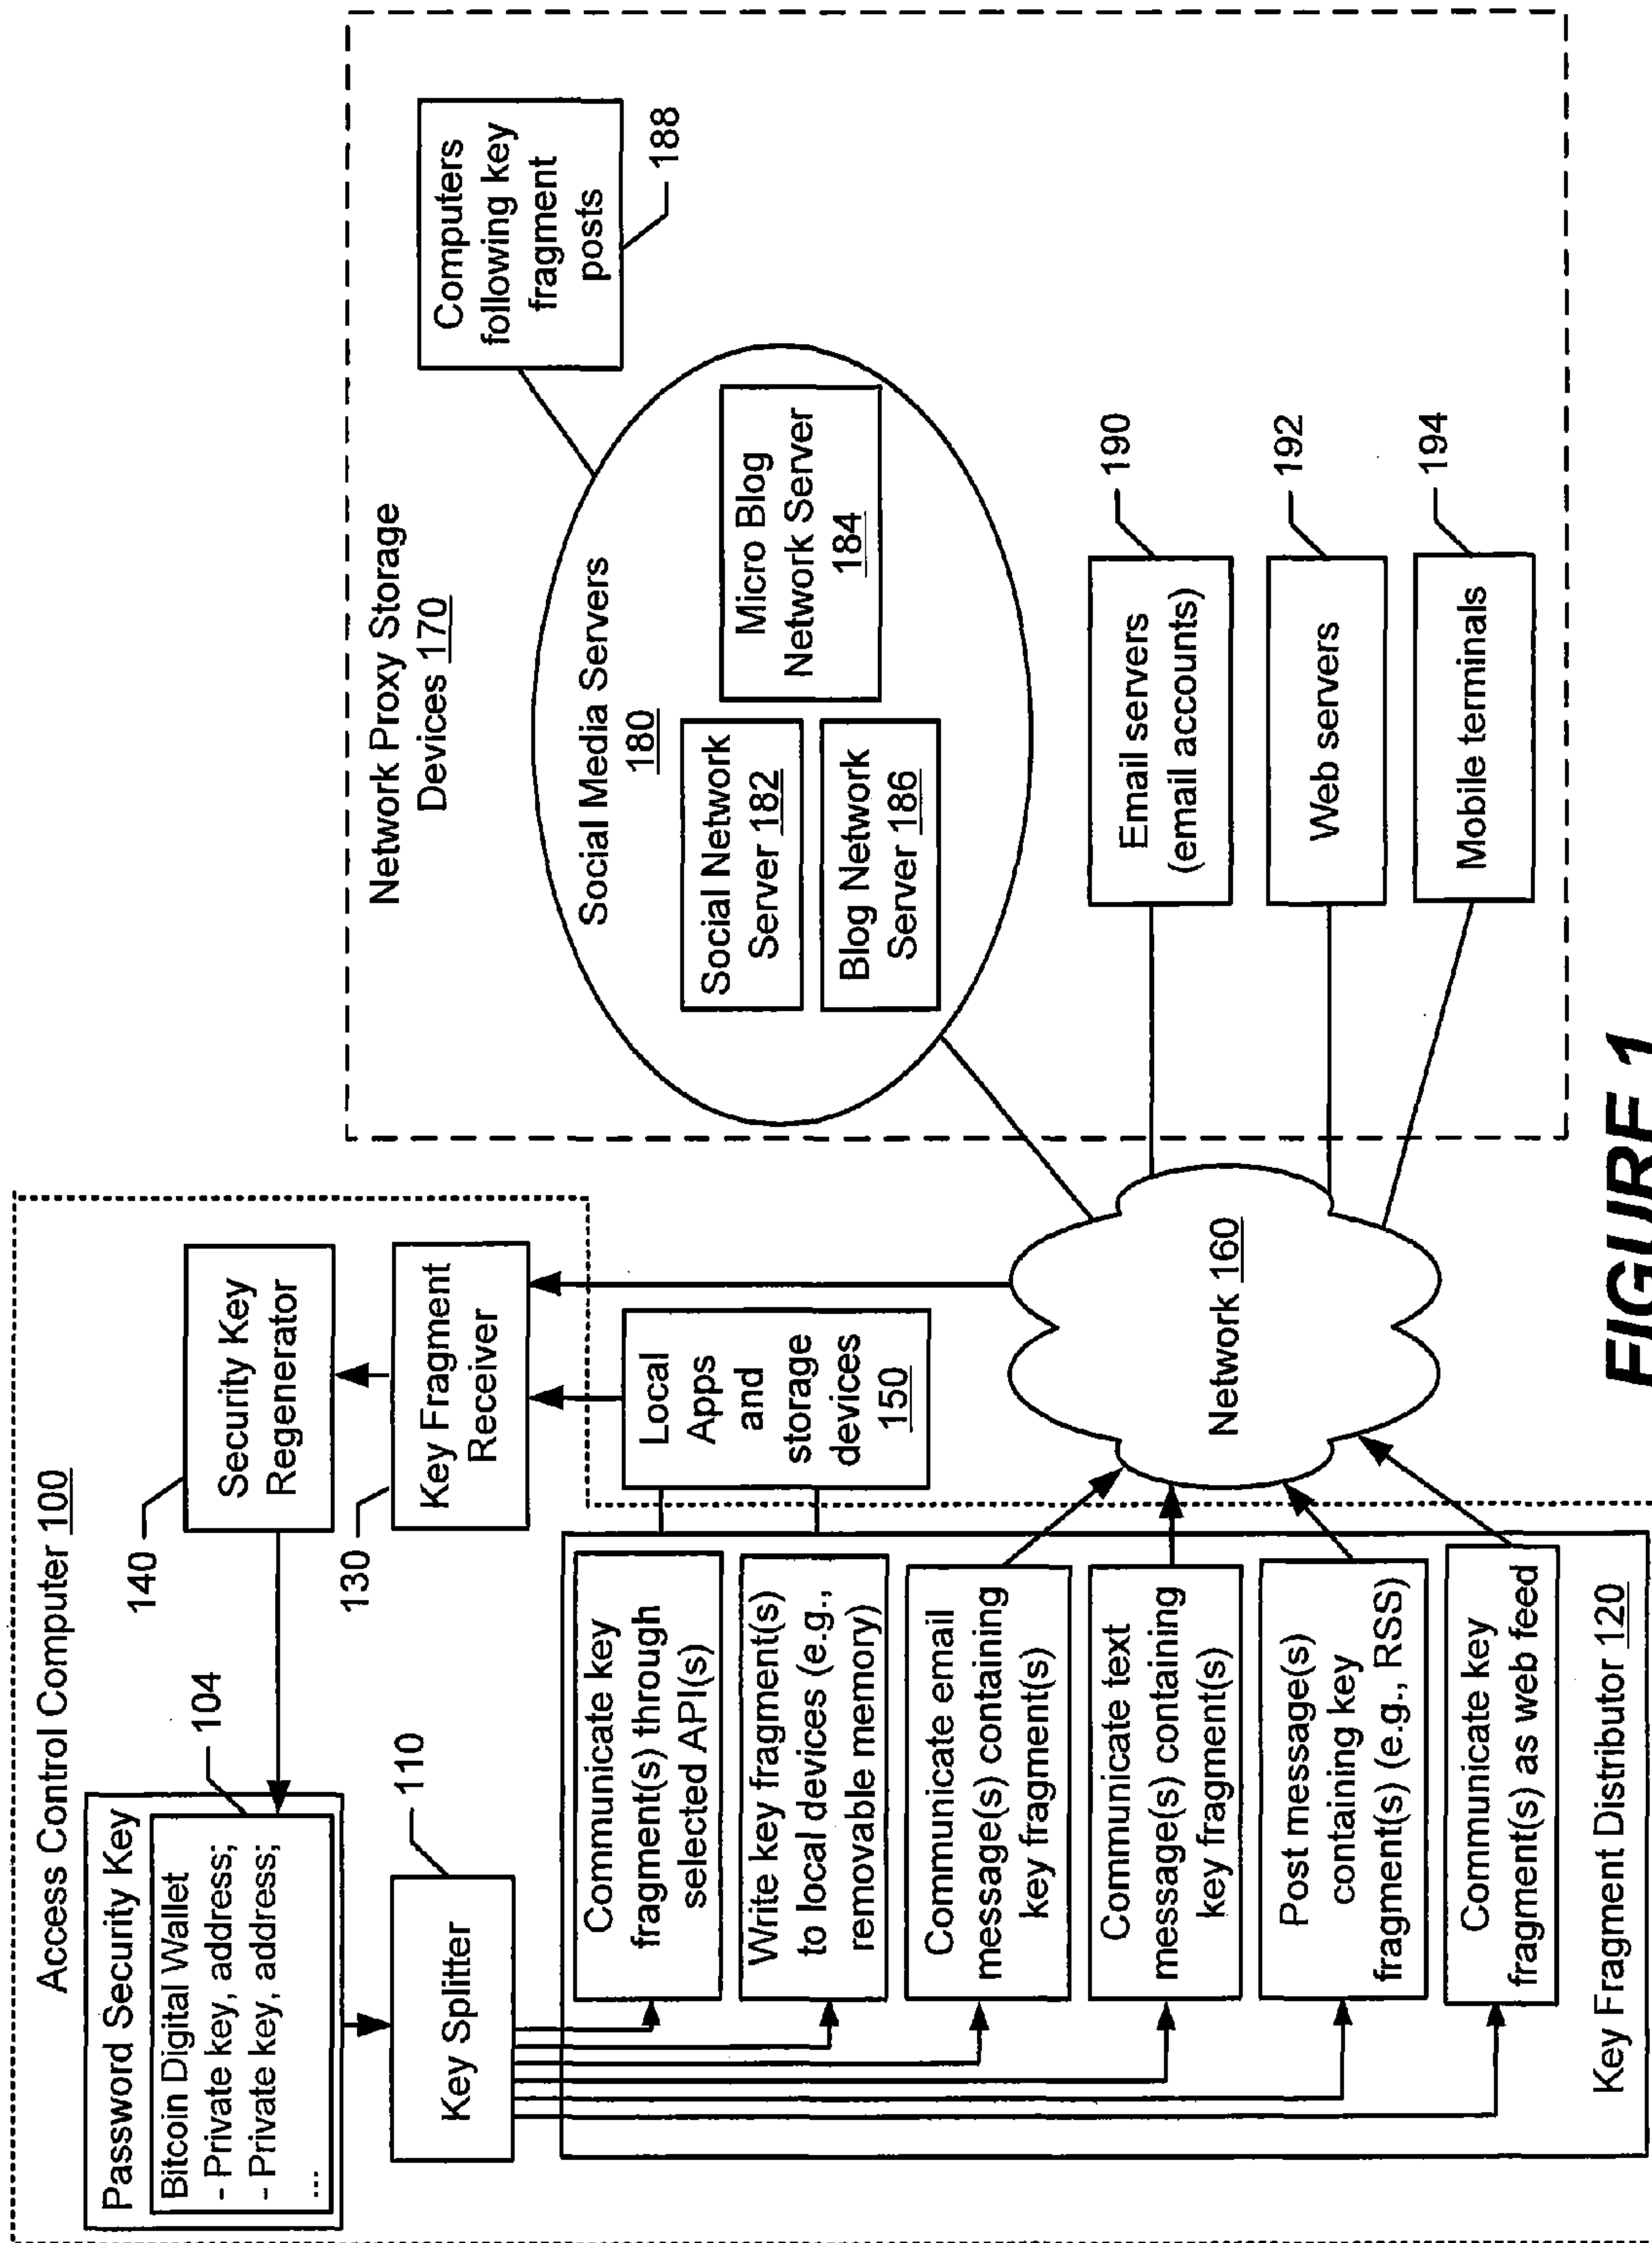 Access Control Computer 100
Password Security Key
Bitcoin Digital Wallet
- Private key, address;
- Private key, address;
...
104
140
Security Key
Regenerator
110
Key Splitter
130
Key Fragment
Receiver
Local
Apps
and
storage
devices
150
Communicate key
fragment(s) through
selected API(s)
Write key fragment(s)
to local devices (e.g.,
removable memory)
Communicate email
message(s) containing
key fragment(s)
Communicate text
message(s) containing
key fragment(s)
Post message(s)
containing key
fragment(s) (e.g., RSS)
Communicate key
fragment(s) as web feed
Key Fragment Distributor 120
Network 160
Network Proxy Storage
Devices 170
Computers
following key
fragment
posts
188
Social Media Servers
180
Social Network
Server 182
Micro Blog
Network Server
184
Blog Network
Server 186
Email servers
(email accounts)
190
Web servers
192
Mobile terminals
194
FIGURE 1